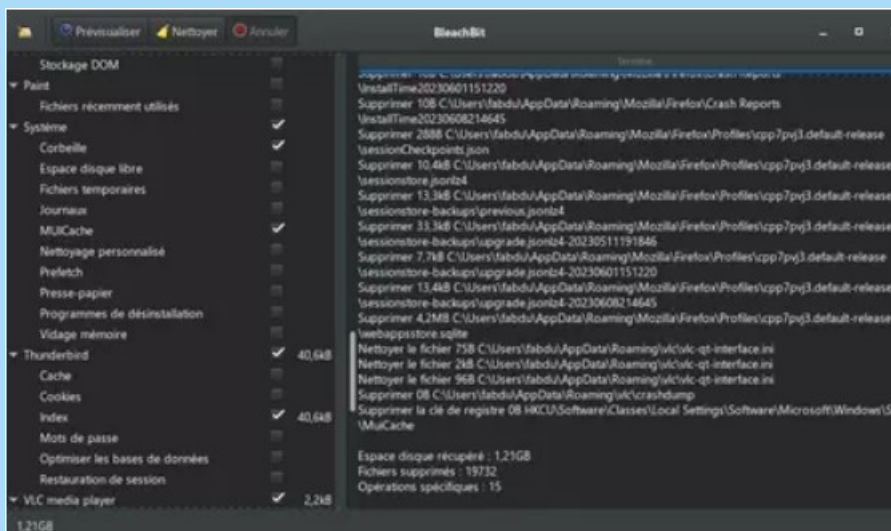 Prévisualiser Nettoyer Annuler BleachBit
Stockage DOM
Paint
Fichiers récemment utilisés
Système
Corbeille
Espace disque libre
Fichiers temporaires
Journaux
MUICache
Nettoyage personnalisé
Prefetch
Presse-papier
Programmes de désinstallation
Vidage mémoire
Thunderbird 40,6kB
Cache
Cookies
Index 40,6kB
Mots de passe
Optimiser les bases de données
Restauration de session
VLC media player 2,2kB
1,21GB
Terminé
Supprimer 10B C:\Users\fabdu\AppData\Roaming\Mozilla\Firefox\Crash Reports
\InstallTime20230601151220
Supprimer 10B C:\Users\fabdu\AppData\Roaming\Mozilla\Firefox\Crash Reports
\InstallTime20230608214645
Supprimer 288B C:\Users\fabdu\AppData\Roaming\Mozilla\Firefox\Profiles\cpp7pvj3.default-release
\sessionCheckpoints.json
Supprimer 10,4kB C:\Users\fabdu\AppData\Roaming\Mozilla\Firefox\Profiles\cpp7pvj3.default-release
\sessionstore.jsonlz4
Supprimer 13,3kB C:\Users\fabdu\AppData\Roaming\Mozilla\Firefox\Profiles\cpp7pvj3.default-release
\sessionstore-backups\previous.jsonlz4
Supprimer 33,3kB C:\Users\fabdu\AppData\Roaming\Mozilla\Firefox\Profiles\cpp7pvj3.default-release
\sessionstore-backups\upgrade.jsonlz4-20230511191846
Supprimer 7,7kB C:\Users\fabdu\AppData\Roaming\Mozilla\Firefox\Profiles\cpp7pvj3.default-release
\sessionstore-backups\upgrade.jsonlz4-20230601151220
Supprimer 13,4kB C:\Users\fabdu\AppData\Roaming\Mozilla\Firefox\Profiles\cpp7pvj3.default-release
\sessionstore-backups\upgrade.jsonlz4-20230608214645
Supprimer 4,2MB C:\Users\fabdu\AppData\Roaming\Mozilla\Firefox\Profiles\cpp7pvj3.default-release
\webappsstore.sqlite
Nettoyer le fichier 75B C:\Users\fabdu\AppData\Roaming\vlc\vlc-qt-interface.ini
Nettoyer le fichier 2kB C:\Users\fabdu\AppData\Roaming\vlc\vlc-qt-interface.ini
Nettoyer le fichier 96B C:\Users\fabdu\AppData\Roaming\vlc\vlc-qt-interface.ini
Supprimer 0B C:\Users\fabdu\AppData\Roaming\vlc\crashdump
Supprimer la clé de registre 0B HKCU\Software\Classes\Local Settings\Software\Microsoft\Windows\S
\MuiCache
Espace disque récupéré : 1,21GB
Fichiers supprimés : 19732
Opérations spécifiques : 15